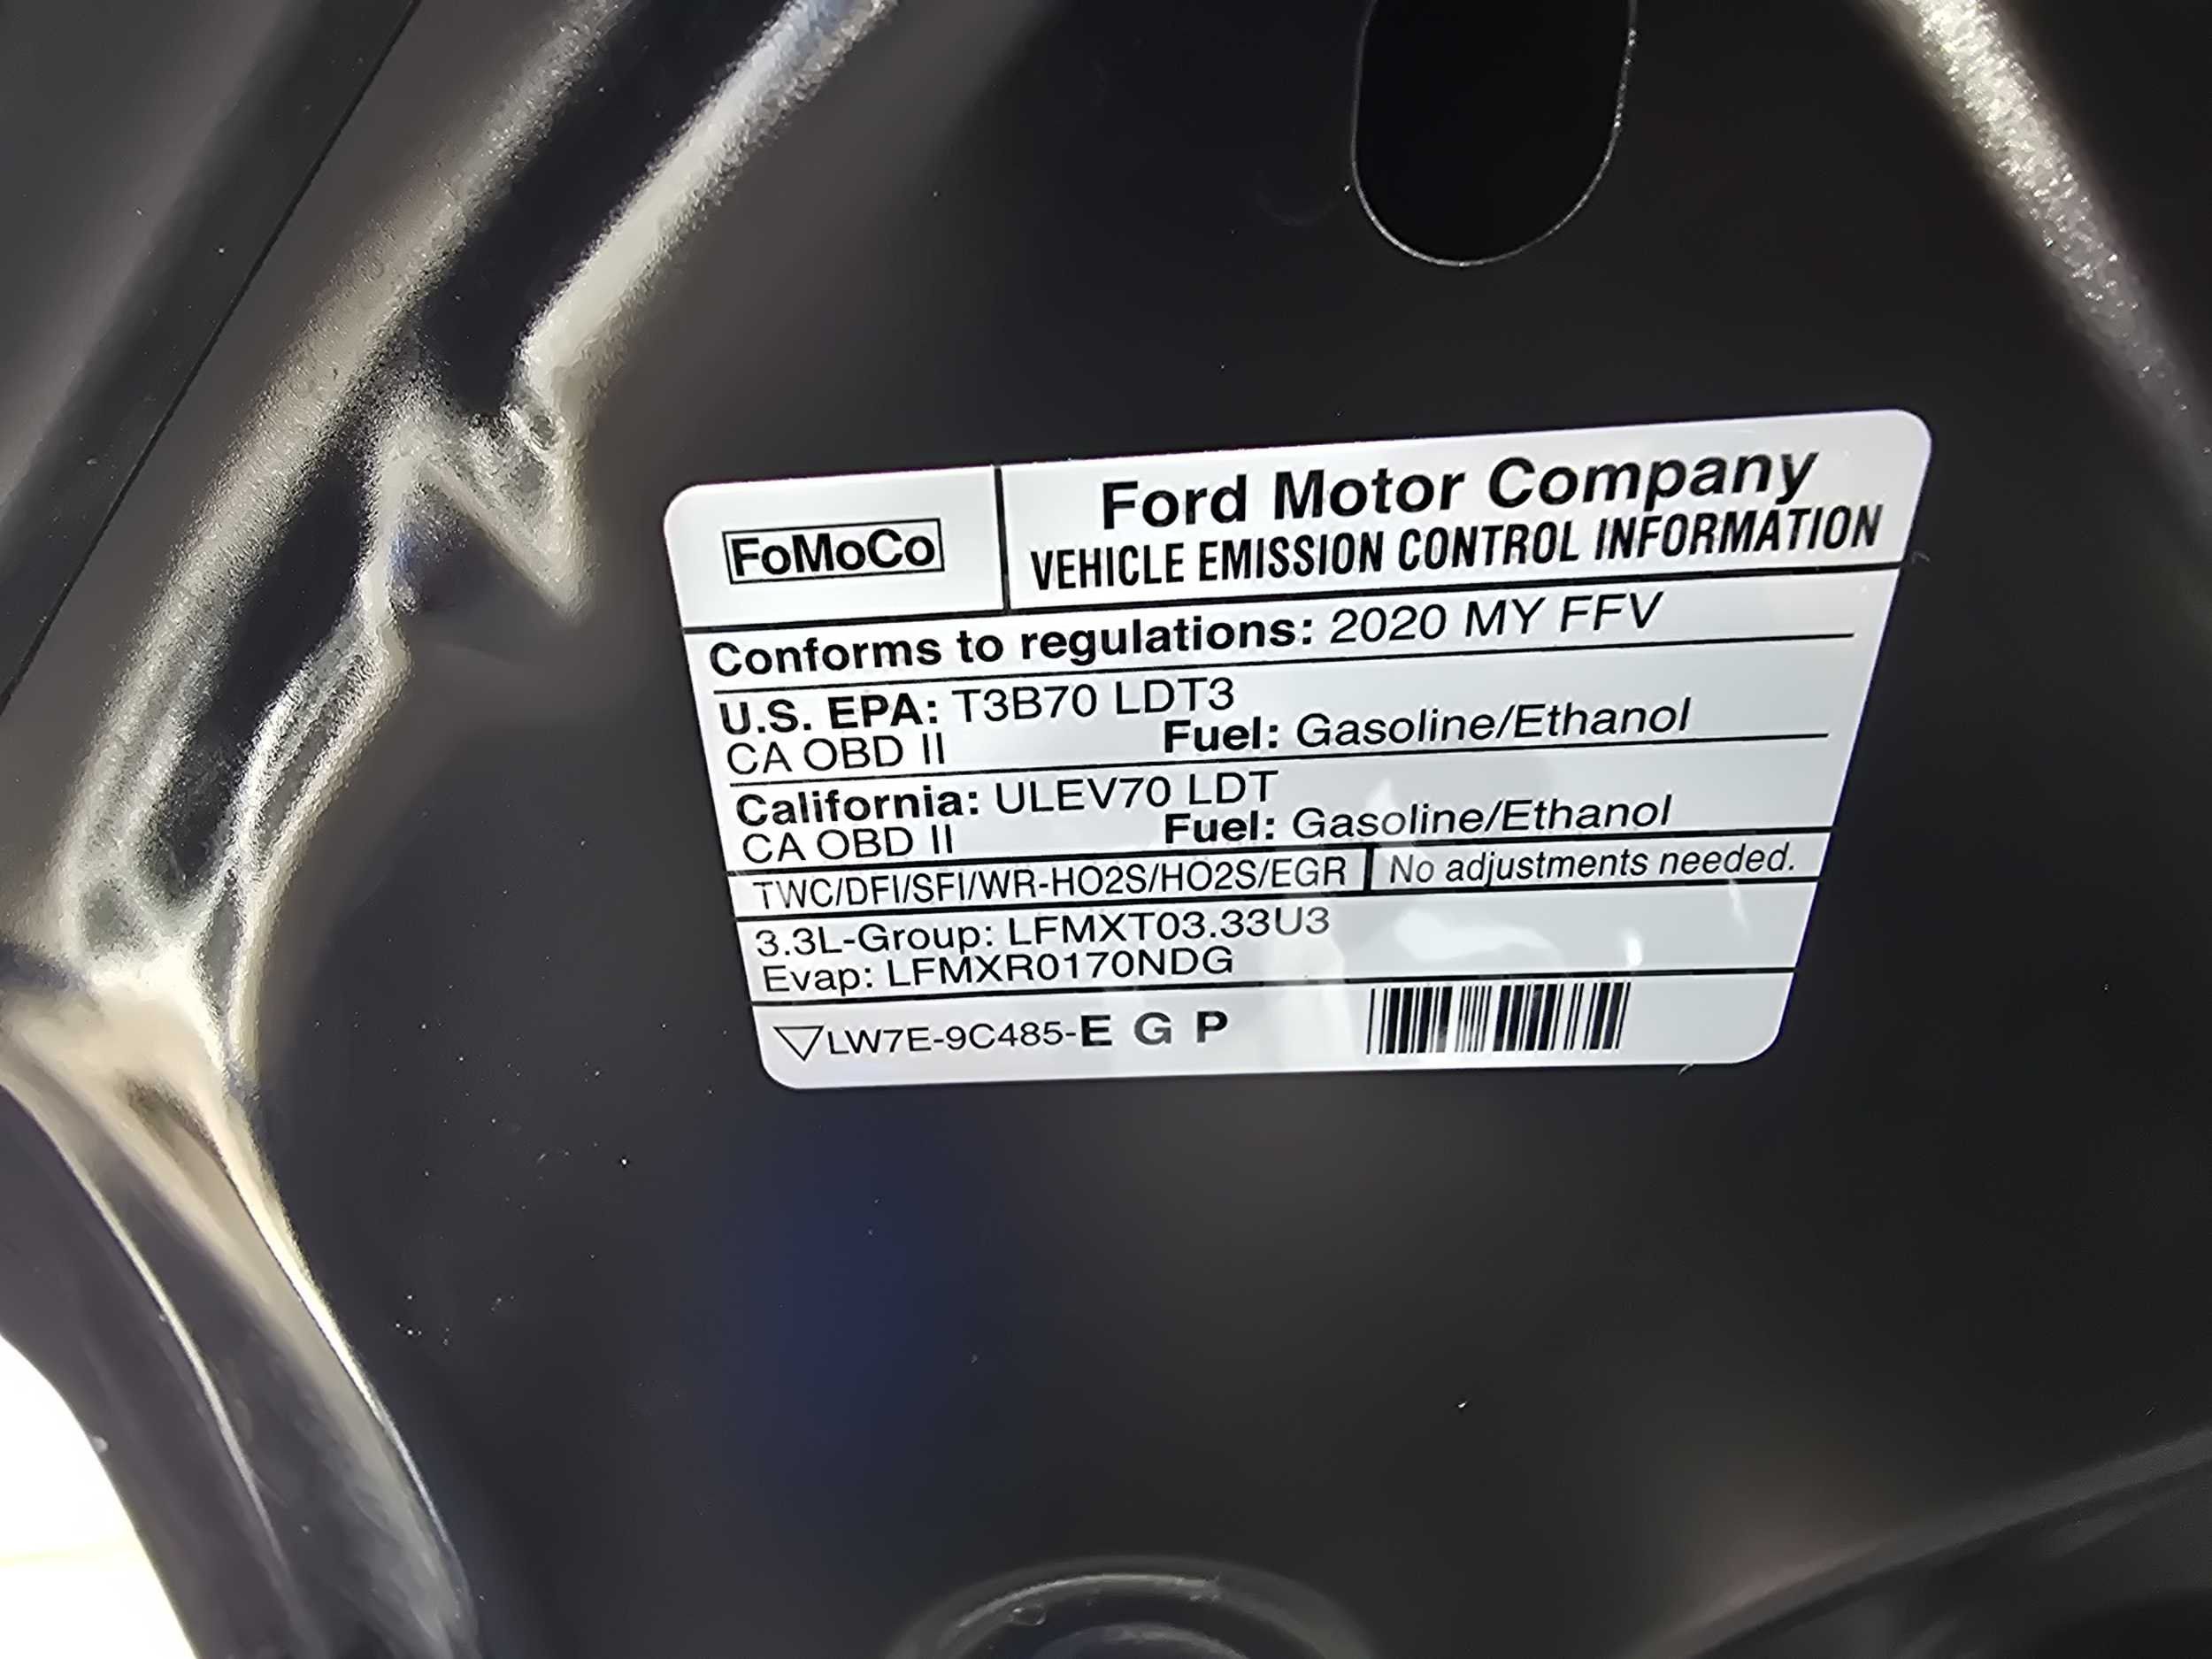 FoMoCo
Ford Motor Company
VEHICLE EMISSION CONTROL INFORMATION
Conforms to regulations: 2020 MY FFV
U.S. EPA: T3B70 LDT3
CA OBD II Fuel: Gasoline/Ethanol
California: ULEV70 LDT
CA OBD II Fuel: Gasoline/Ethanol
TWC/DFI/SFI/WR-HO2S/HO2S/EGR No adjustments needed.
3.3L-Group: LFMXT03.33U3
Evap: LFMXR0170NDG
LW7E-9C485-E G P